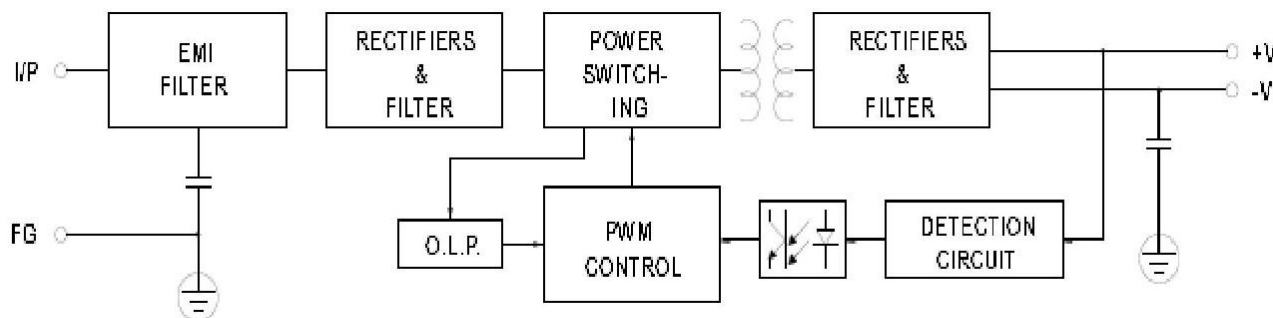 I/P
EMI
FILTER
RECTIFIERS
&
FILTER
POWER
SWITCH-
ING
RECTIFIERS
&
FILTER
+V
-V
FG
O.L.P.
PWM
CONTROL
DETECTION
CIRCUIT